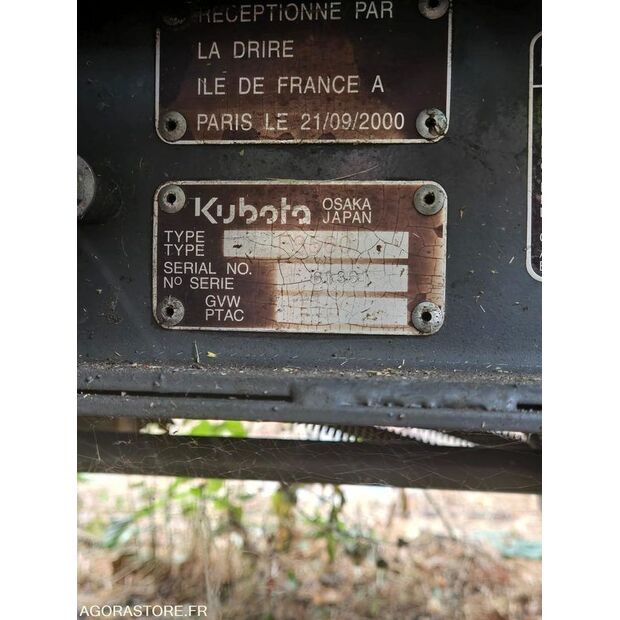 RECEPTIONNE PAR
LA DRIRE
ILE DE FRANCE A
PARIS LE 21/09/2000
Kubota OSAKA JAPAN
TYPE
TYPE
SERIAL NO.
Nº SERIE
GVW
PTAC
AGORASTORE.FR